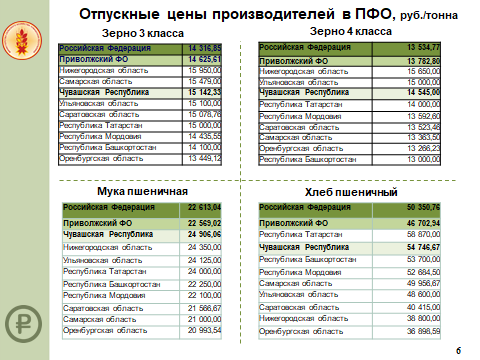 Отпускные цены производителей в ПФО, руб./тонна
Зерно 3 класса
Российская Федерация 14 316,85
Приволжский ФО 14 625,61
Нижегородская область 15 950,00
Самарская область 15 479,00
Чувашская Республика 15 142,33
Ульяновская область 15 100,00
Саратовская область 15 078,76
Республика Татарстан 15 000,00
Республика Мордовия 14 435,55
Республика Башкортостан 14 100,00
Оренбургская область 13 449,12
Зерно 4 класса
Российская Федерация 13 534,77
Приволжский ФО 13 782,80
Нижегородская область 15 650,00
Ульяновская область 15 000,00
Чувашская Республика 14 545,00
Республика Татарстан 14 000,00
Республика Мордовия 13 592,60
Саратовская область 13 523,46
Самарская область 13 363,50
Оренбургская область 13 266,23
Республика Башкортостан 13 000,00
Мука пшеничная
Российская Федерация 22 613,04
Приволжский ФО 22 569,02
Чувашская Республика 24 906,06
Нижегородская область 24 350,00
Ульяновская область 24 125,00
Республика Татарстан 24 000,00
Республика Башкортостан 22 250,00
Республика Мордовия 22 100,00
Саратовская область 21 566,67
Самарская область 21 000,00
Оренбургская область 20 993,54
Хлеб пшеничный
Российская Федерация 50 350,76
Приволжский ФО 46 702,94
Республика Татарстан 58 870,00
Чувашская Республика 54 746,67
Республика Башкортостан 53 700,00
Республика Мордовия 52 684,50
Самарская область 49 956,67
Ульяновская область 48 600,00
Саратовская область 40 415,00
Нижегородская область 38 800,00
Оренбургская область 36 898,59
6